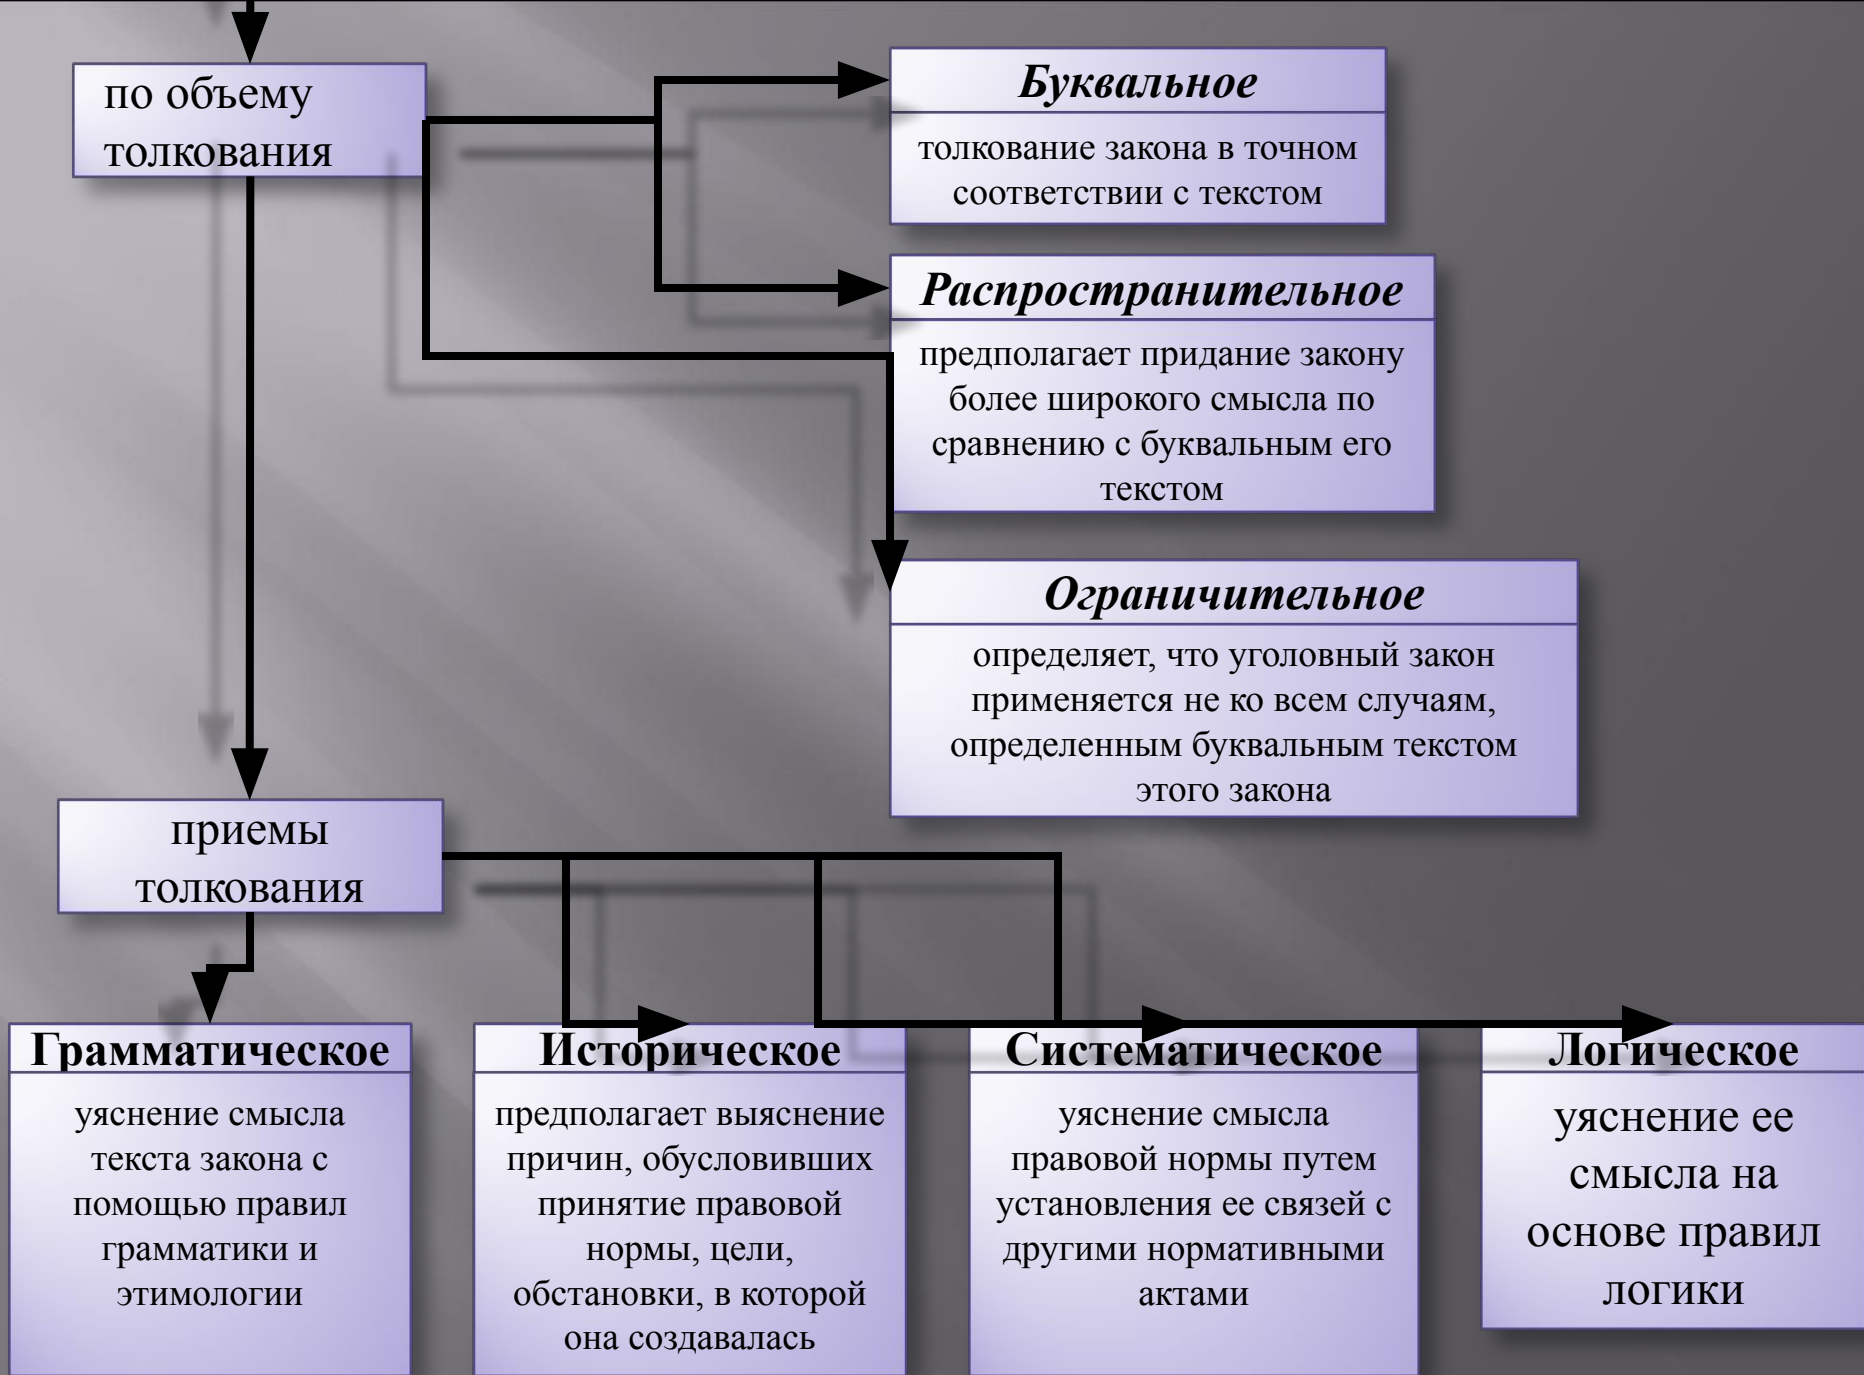 по объему
толкования
Буквальное
толкование закона в точном
соответствии с текстом
Распространительное
предполагает придание закону
более широкого смысла по
сравнению с буквальным его
текстом
Ограничительное
определяет, что уголовный закон
применяется не ко всем случаям,
определенным буквальным текстом
этого закона
приемы
толкования
Грамматическое
уяснение смысла
текста закона с
помощью правил
грамматики и
этимологии
Историческое
предполагает выяснение
причин, обусловивших
принятие правовой
нормы, цели,
обстановки, в которой
она создавалась
Систематическое
уяснение смысла
правовой нормы путем
установления ее связей с
другими нормативными
актами
Логическое
уяснение ее
смысла на
основе правил
логики